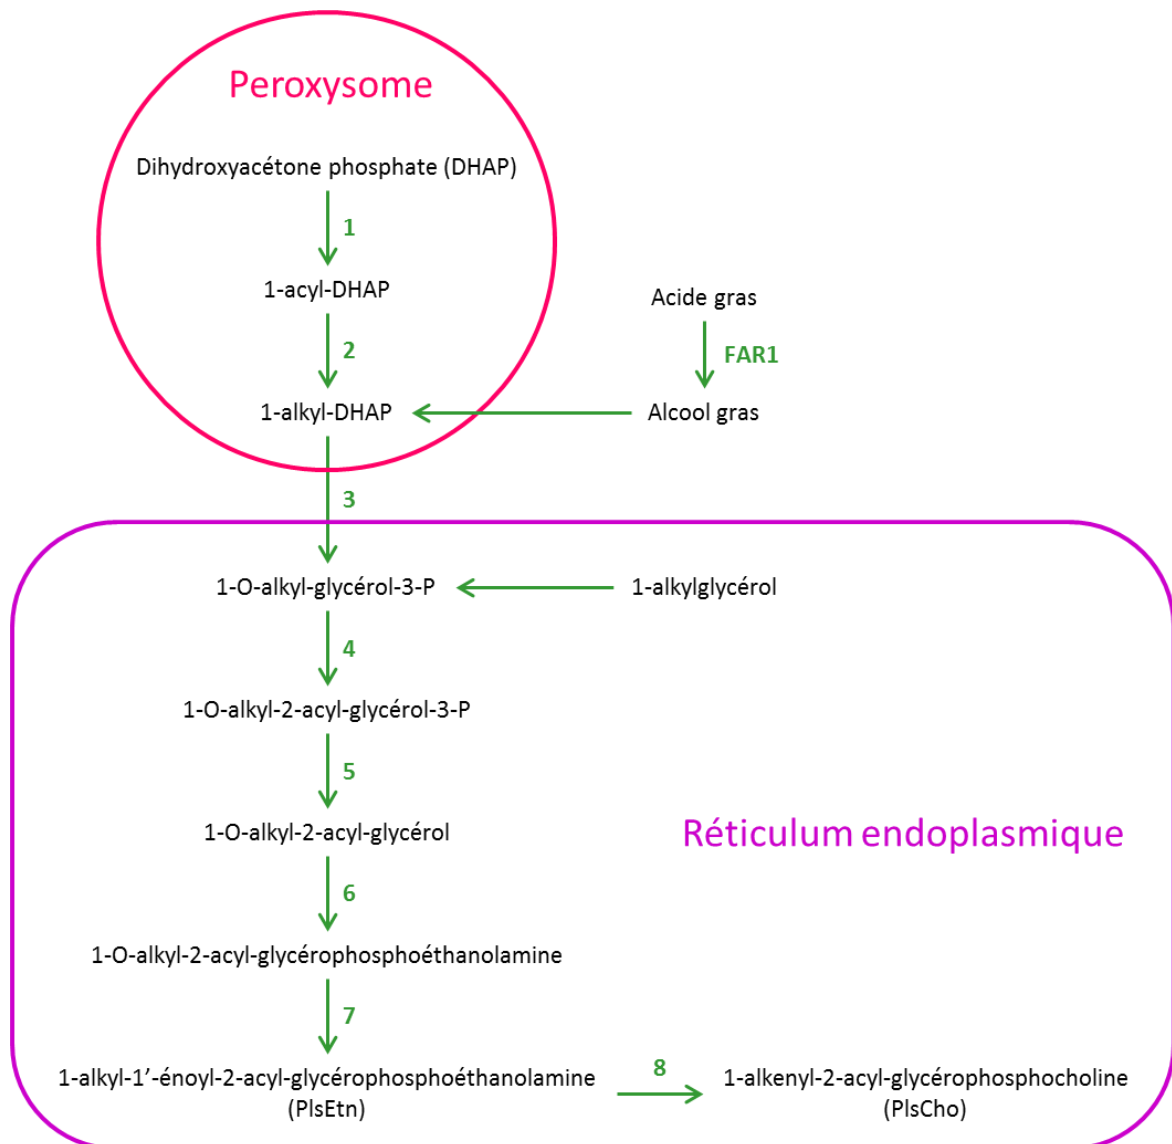 Peroxysome
Dihydroxyacétone phosphate (DHAP)
1
1-acyl-DHAP
Acide gras
2
FAR1
1-alkyl-DHAP
Alcool gras
3
1-O-alkyl-glycérol-3-P
1-alkylglycérol
4
1-O-alkyl-2-acyl-glycérol-3-P
5
1-O-alkyl-2-acyl-glycérol
Réticulum endoplasmique
6
1-O-alkyl-2-acyl-glycérophosphoéthanolamine
7
8
1-alkyl-1’-énoyl-2-acyl-glycérophosphoéthanolamine
(PlsEtn)
1-alkenyl-2-acyl-glycérophosphocholine
(PlsCho)